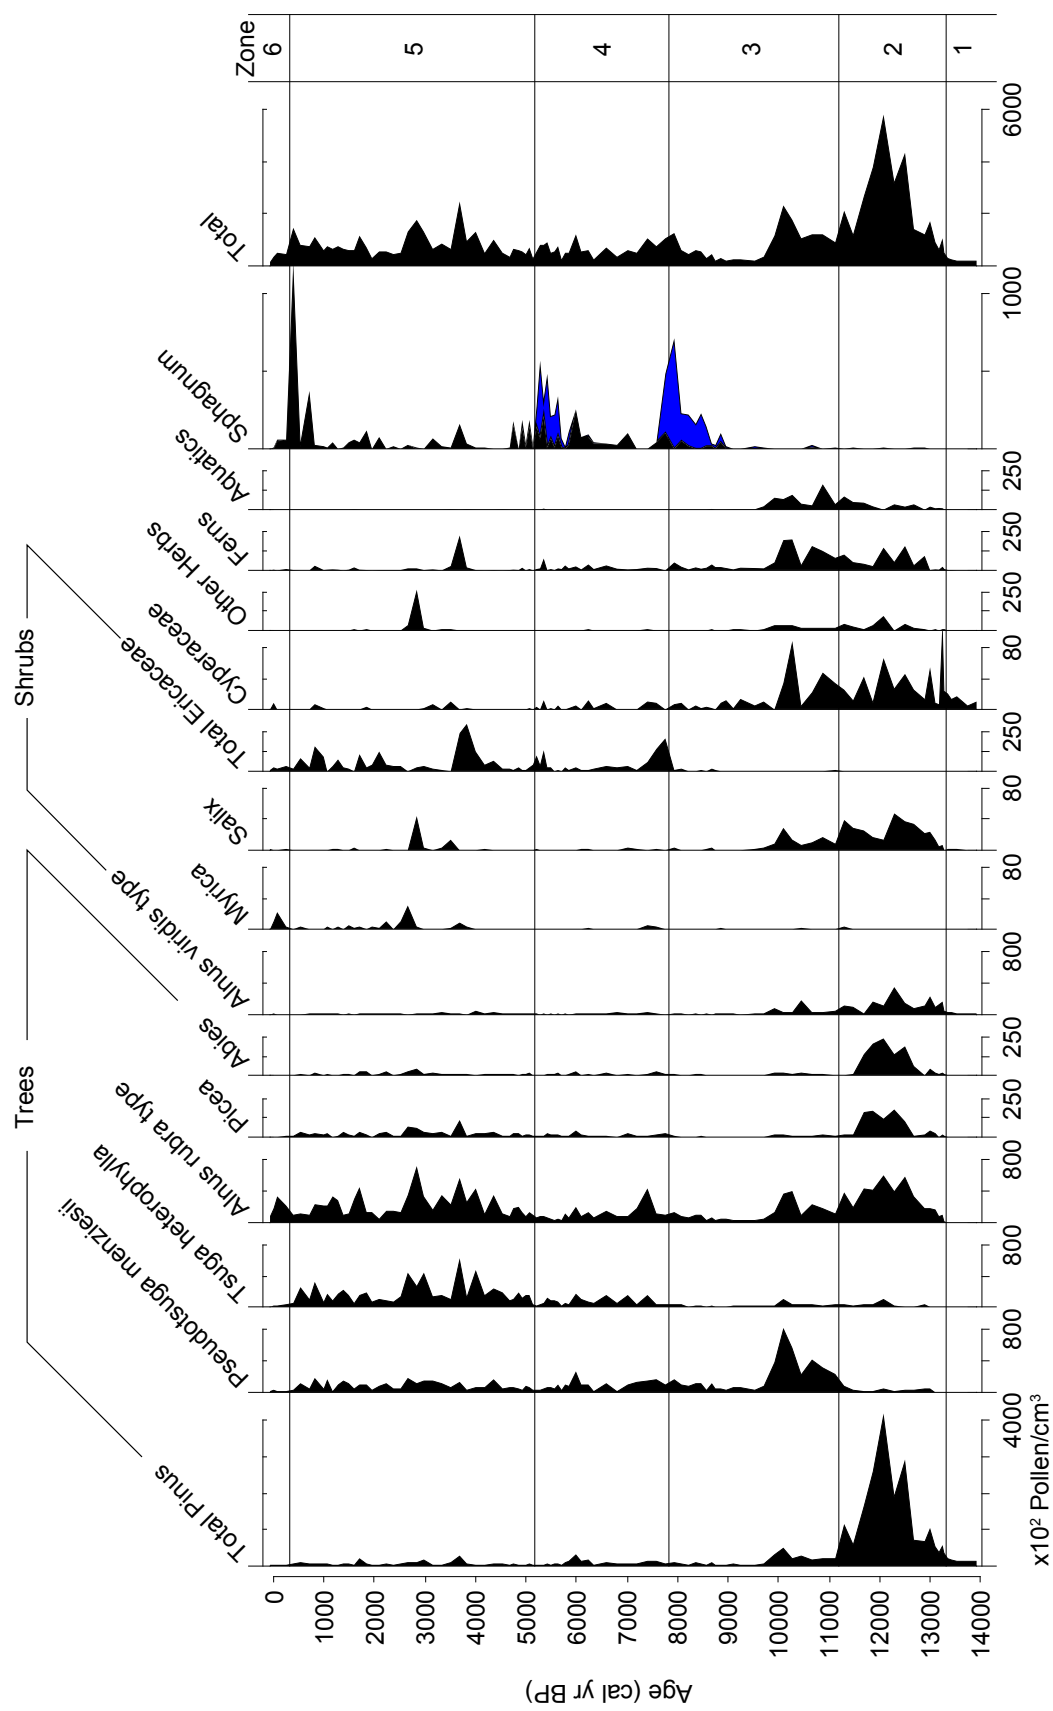 Trees
Shrubs
Total Pinus
Pseudotsuga menziesii
Tsuga heterophylla
Alnus rubra type
Picea
Abies
Alnus viridis type
Myrica
Salix
Total Ericaceae
Cyperaceae
Other Herbs
Ferns
Aquatics
Sphagnum
Total
Zone
6
5
4
3
2
1
Age (cal yr BP)
0
1000
2000
3000
4000
5000
6000
7000
8000
9000
10000
11000
12000
13000
14000
4000
800
800
800
250
250
800
80
80
250
80
250
250
250
1000
6000
x10² Pollen/cm³